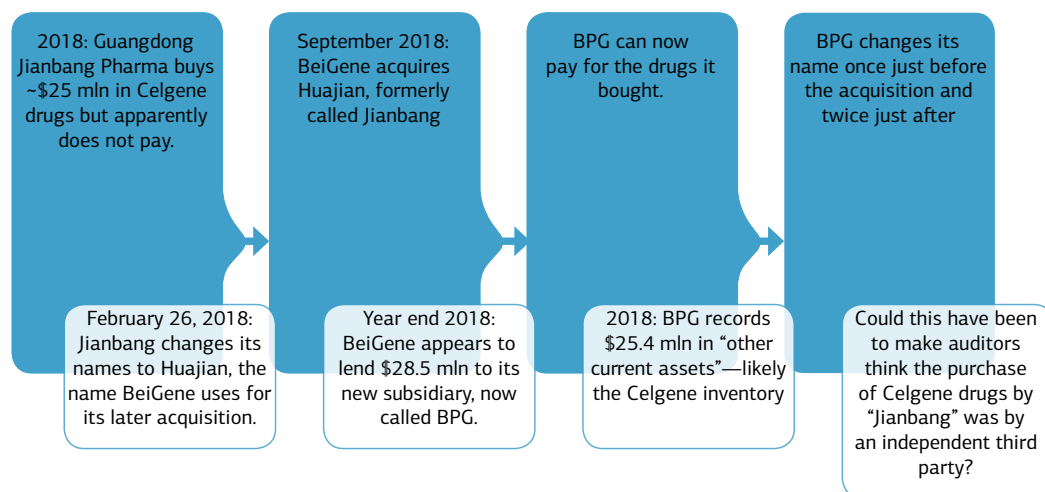 2018: Guangdong
Jianbang Pharma buys
~$25 mln in Celgene
drugs but apparently
does not pay.
February 26, 2018:
Jianbang changes its
names to Huajian, the
name BeiGene uses for
its later acquisition.
September 2018:
BeiGene acquires
Huajian, formerly
called Jianbang
Year end 2018:
BeiGene appears to
lend $28.5 mln to its
new subsidiary, now
called BPG.
BPG can now
pay for the drugs it
bought.
2018: BPG records
$25.4 mln in “other
current assets”—likely
the Celgene inventory
BPG changes its
name once just before
the acquisition and
twice just after
Could this have been
to make auditors
think the purchase
of Celgene drugs by
“Jianbang” was by
an independent third
party?